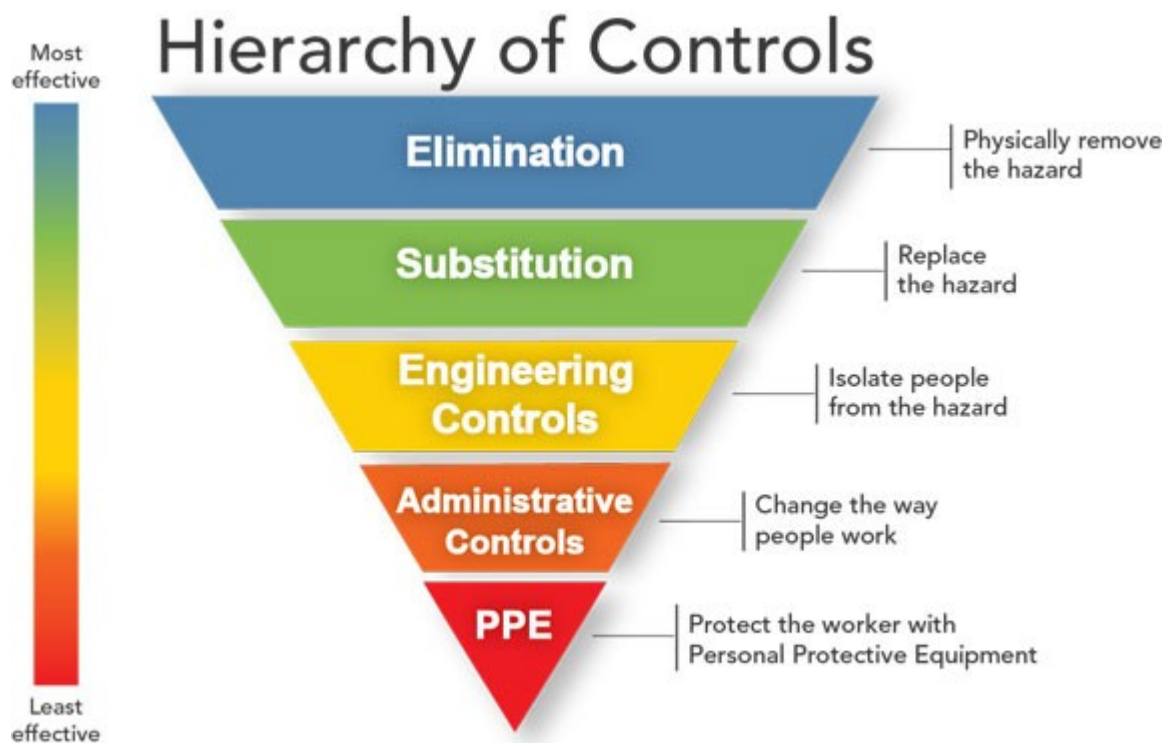 Hierarchy of Controls
Most
effective
Elimination
Physically remove
the hazard
Substitution
Replace
the hazard
Engineering
Controls
Isolate people
from the hazard
Administrative
Controls
Change the way
people work
PPE
Protect the worker with
Personal Protective Equipment
Least
effective